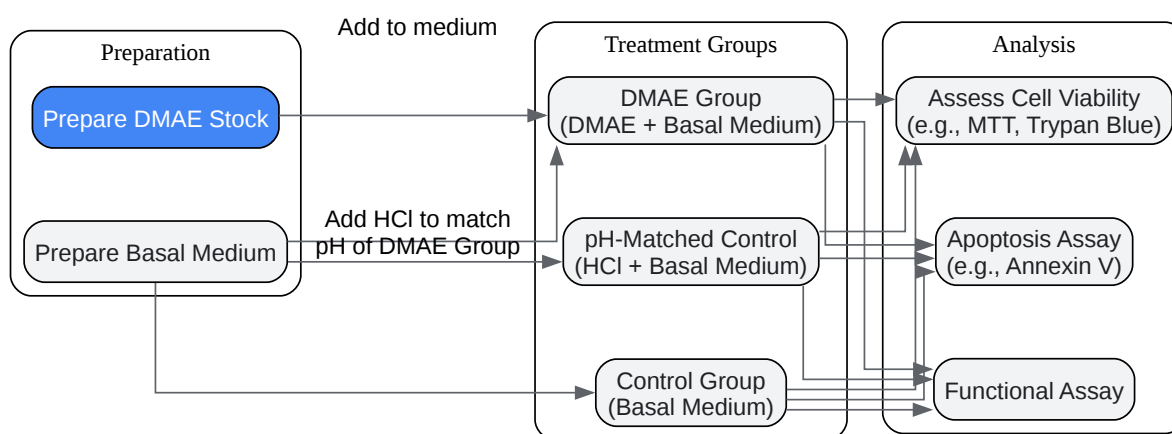 Preparation
Prepare DMAE Stock
Prepare Basal Medium
Add to medium
Add HCl to match
pH of DMAE Group
Treatment Groups
DMAE Group
(DMAE + Basal Medium)
pH-Matched Control
(HCl + Basal Medium)
Control Group
(Basal Medium)
Analysis
Assess Cell Viability
(e.g., MTT, Trypan Blue)
Apoptosis Assay
(e.g., Annexin V)
Functional Assay